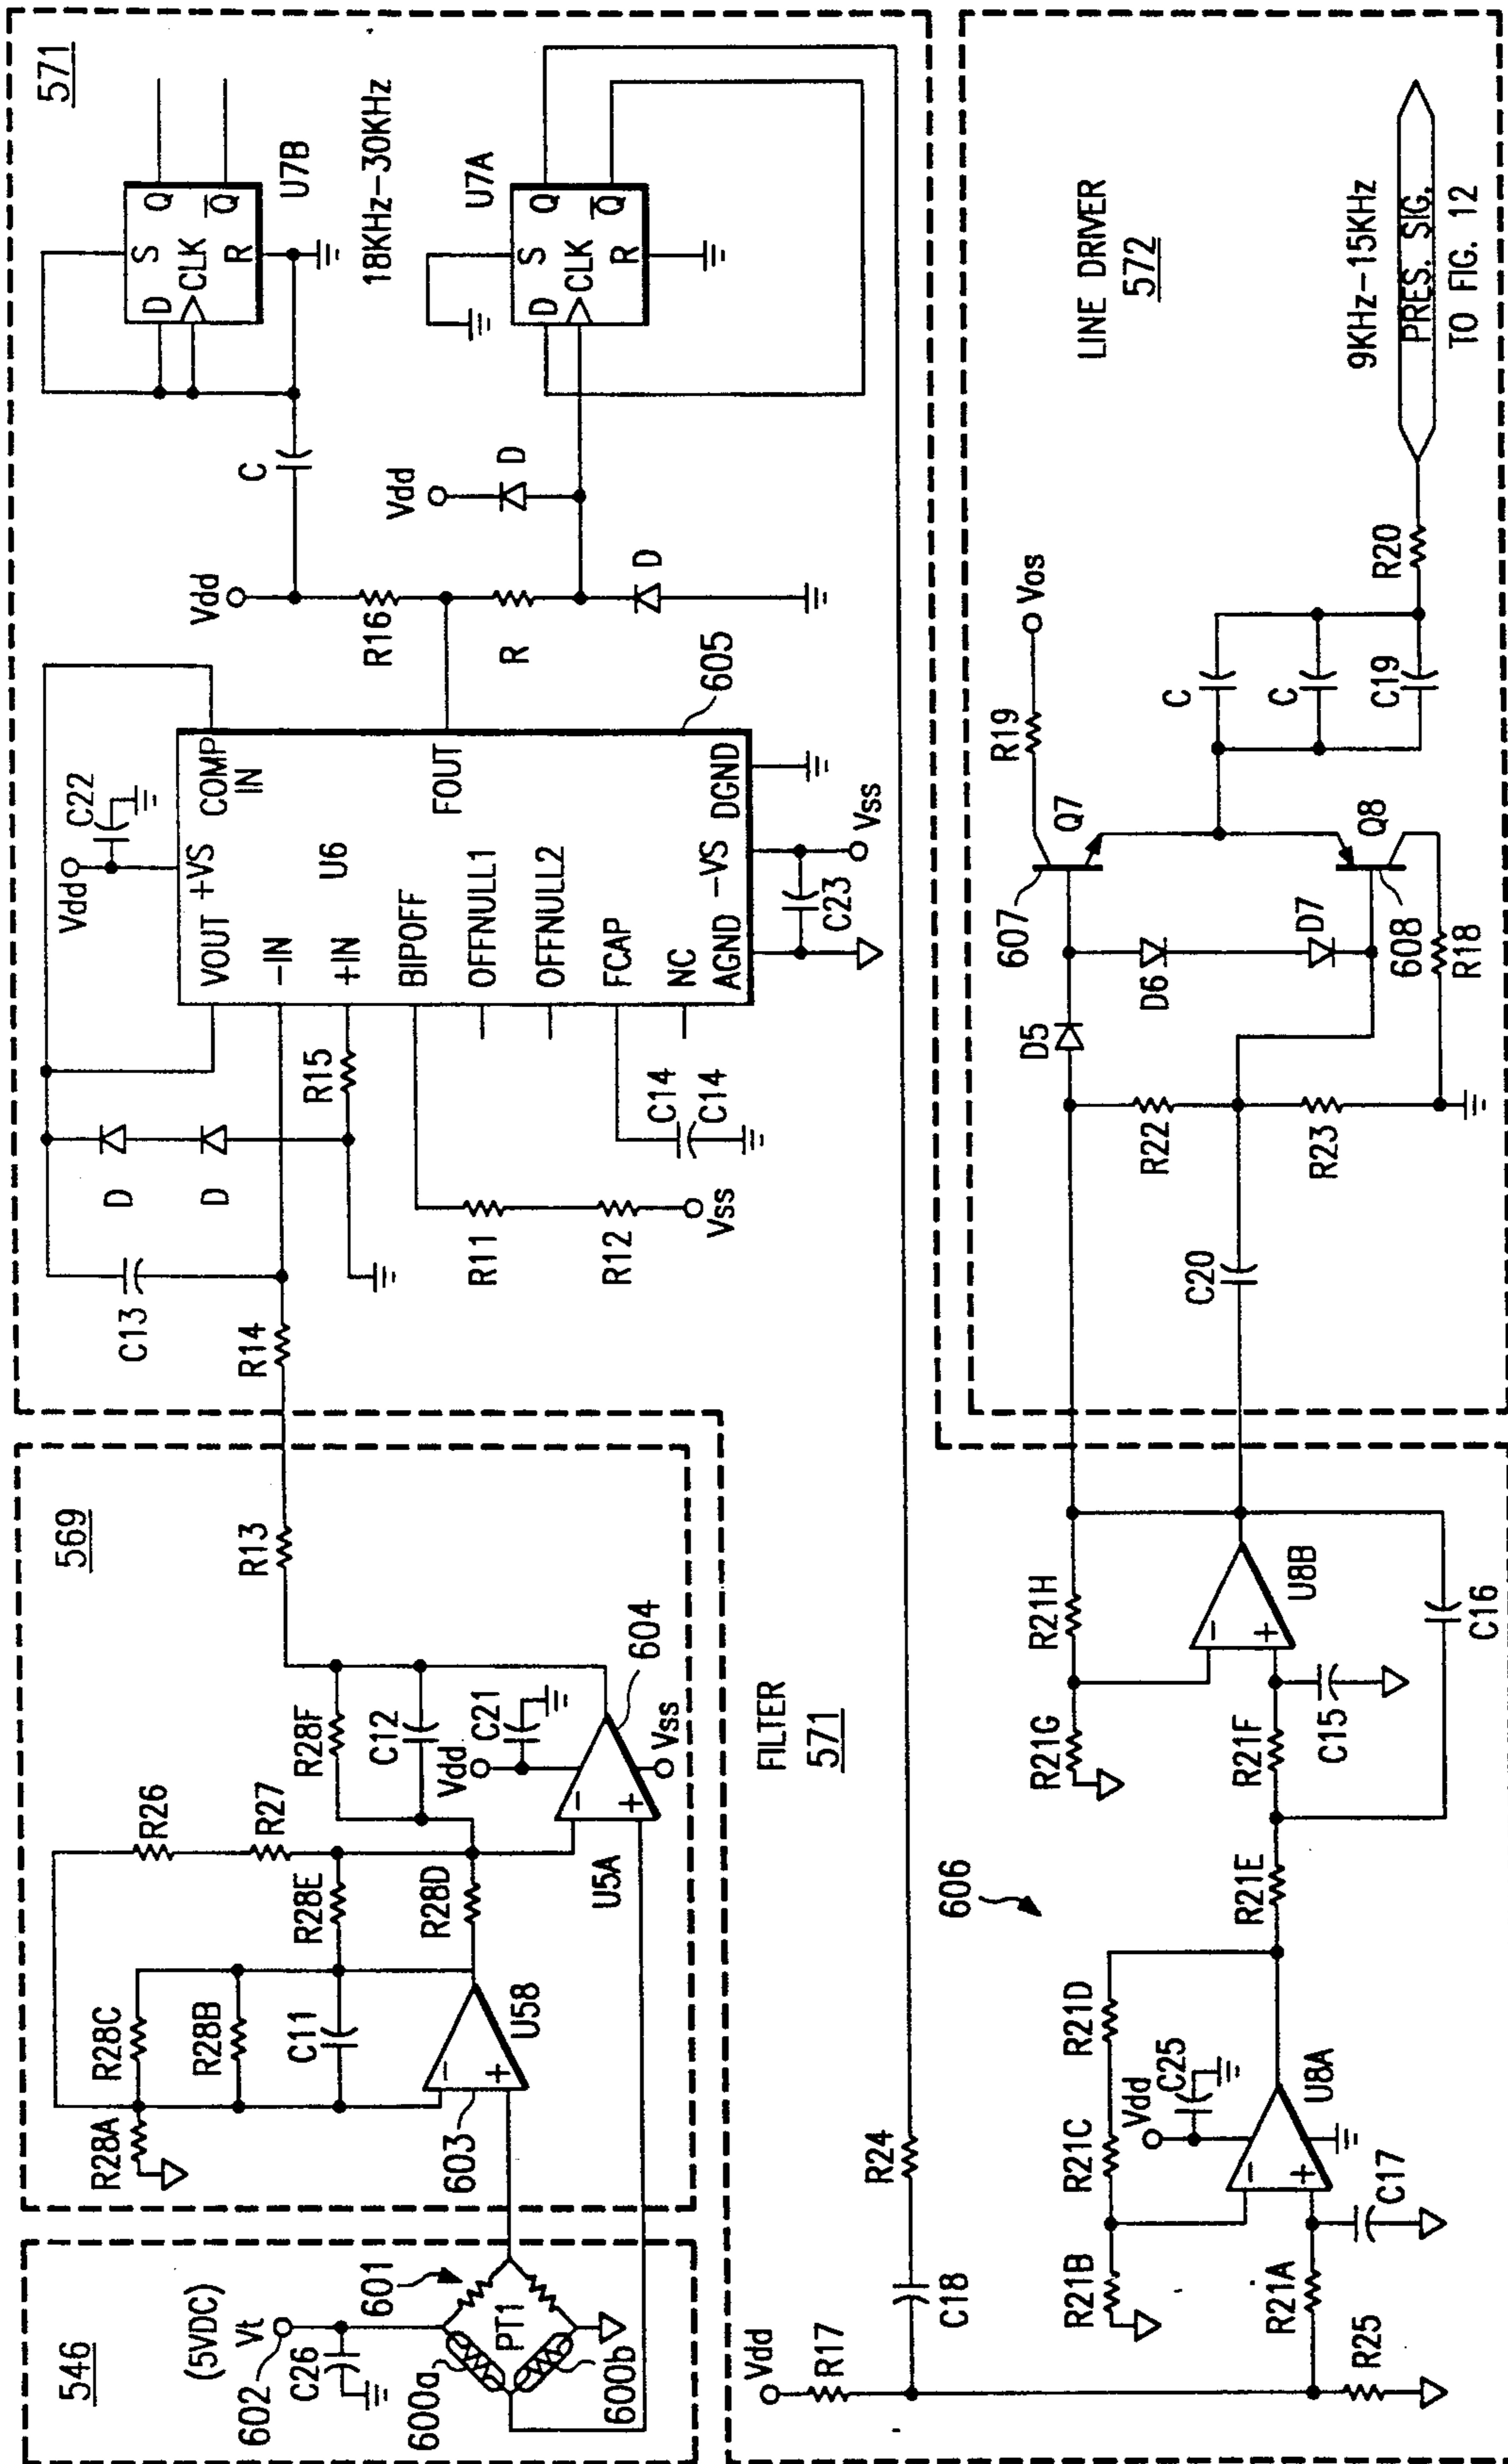 546
(5VDC)
Vt
602
C26
601
PT1
600a
600b
569
R28A
R28C
R28B
C11
603
U58
R26
R27
R28E
R28D
R28F
C12
Vdd
C21
604
Vss
U5A
R13
571
R14
C13
D
D
R15
R11
R12
Vss
C14
C14
Vdd
C22
VOUT
+VS
COMP
IN
-IN
+IN
U6
BIPOFF
OFFNULL1
OFFNULL2
FOUT
FCAP
NC
AGND
-VS
DGND
C23
Vss
605
Vdd
R16
R
C
Vdd
D
D
D
S
Q
CLK
Q
R
U7B
18KHz-30KHz
U7A
D
S
Q
CLK
Q
R
FILTER
571
Vdd
R17
C18
R24
R25
R21A
R21B
R21C
R21D
Vdd
C25
C17
U8A
606
R21E
R21F
R21G
R21H
C15
U8B
C16
LINE DRIVER
572
C20
R22
R23
D5
D6
D7
607
608
Q7
Q8
R18
R19
Vos
C
C
C19
R20
9KHz-15KHz
PRES. SIG.
TO FIG. 12